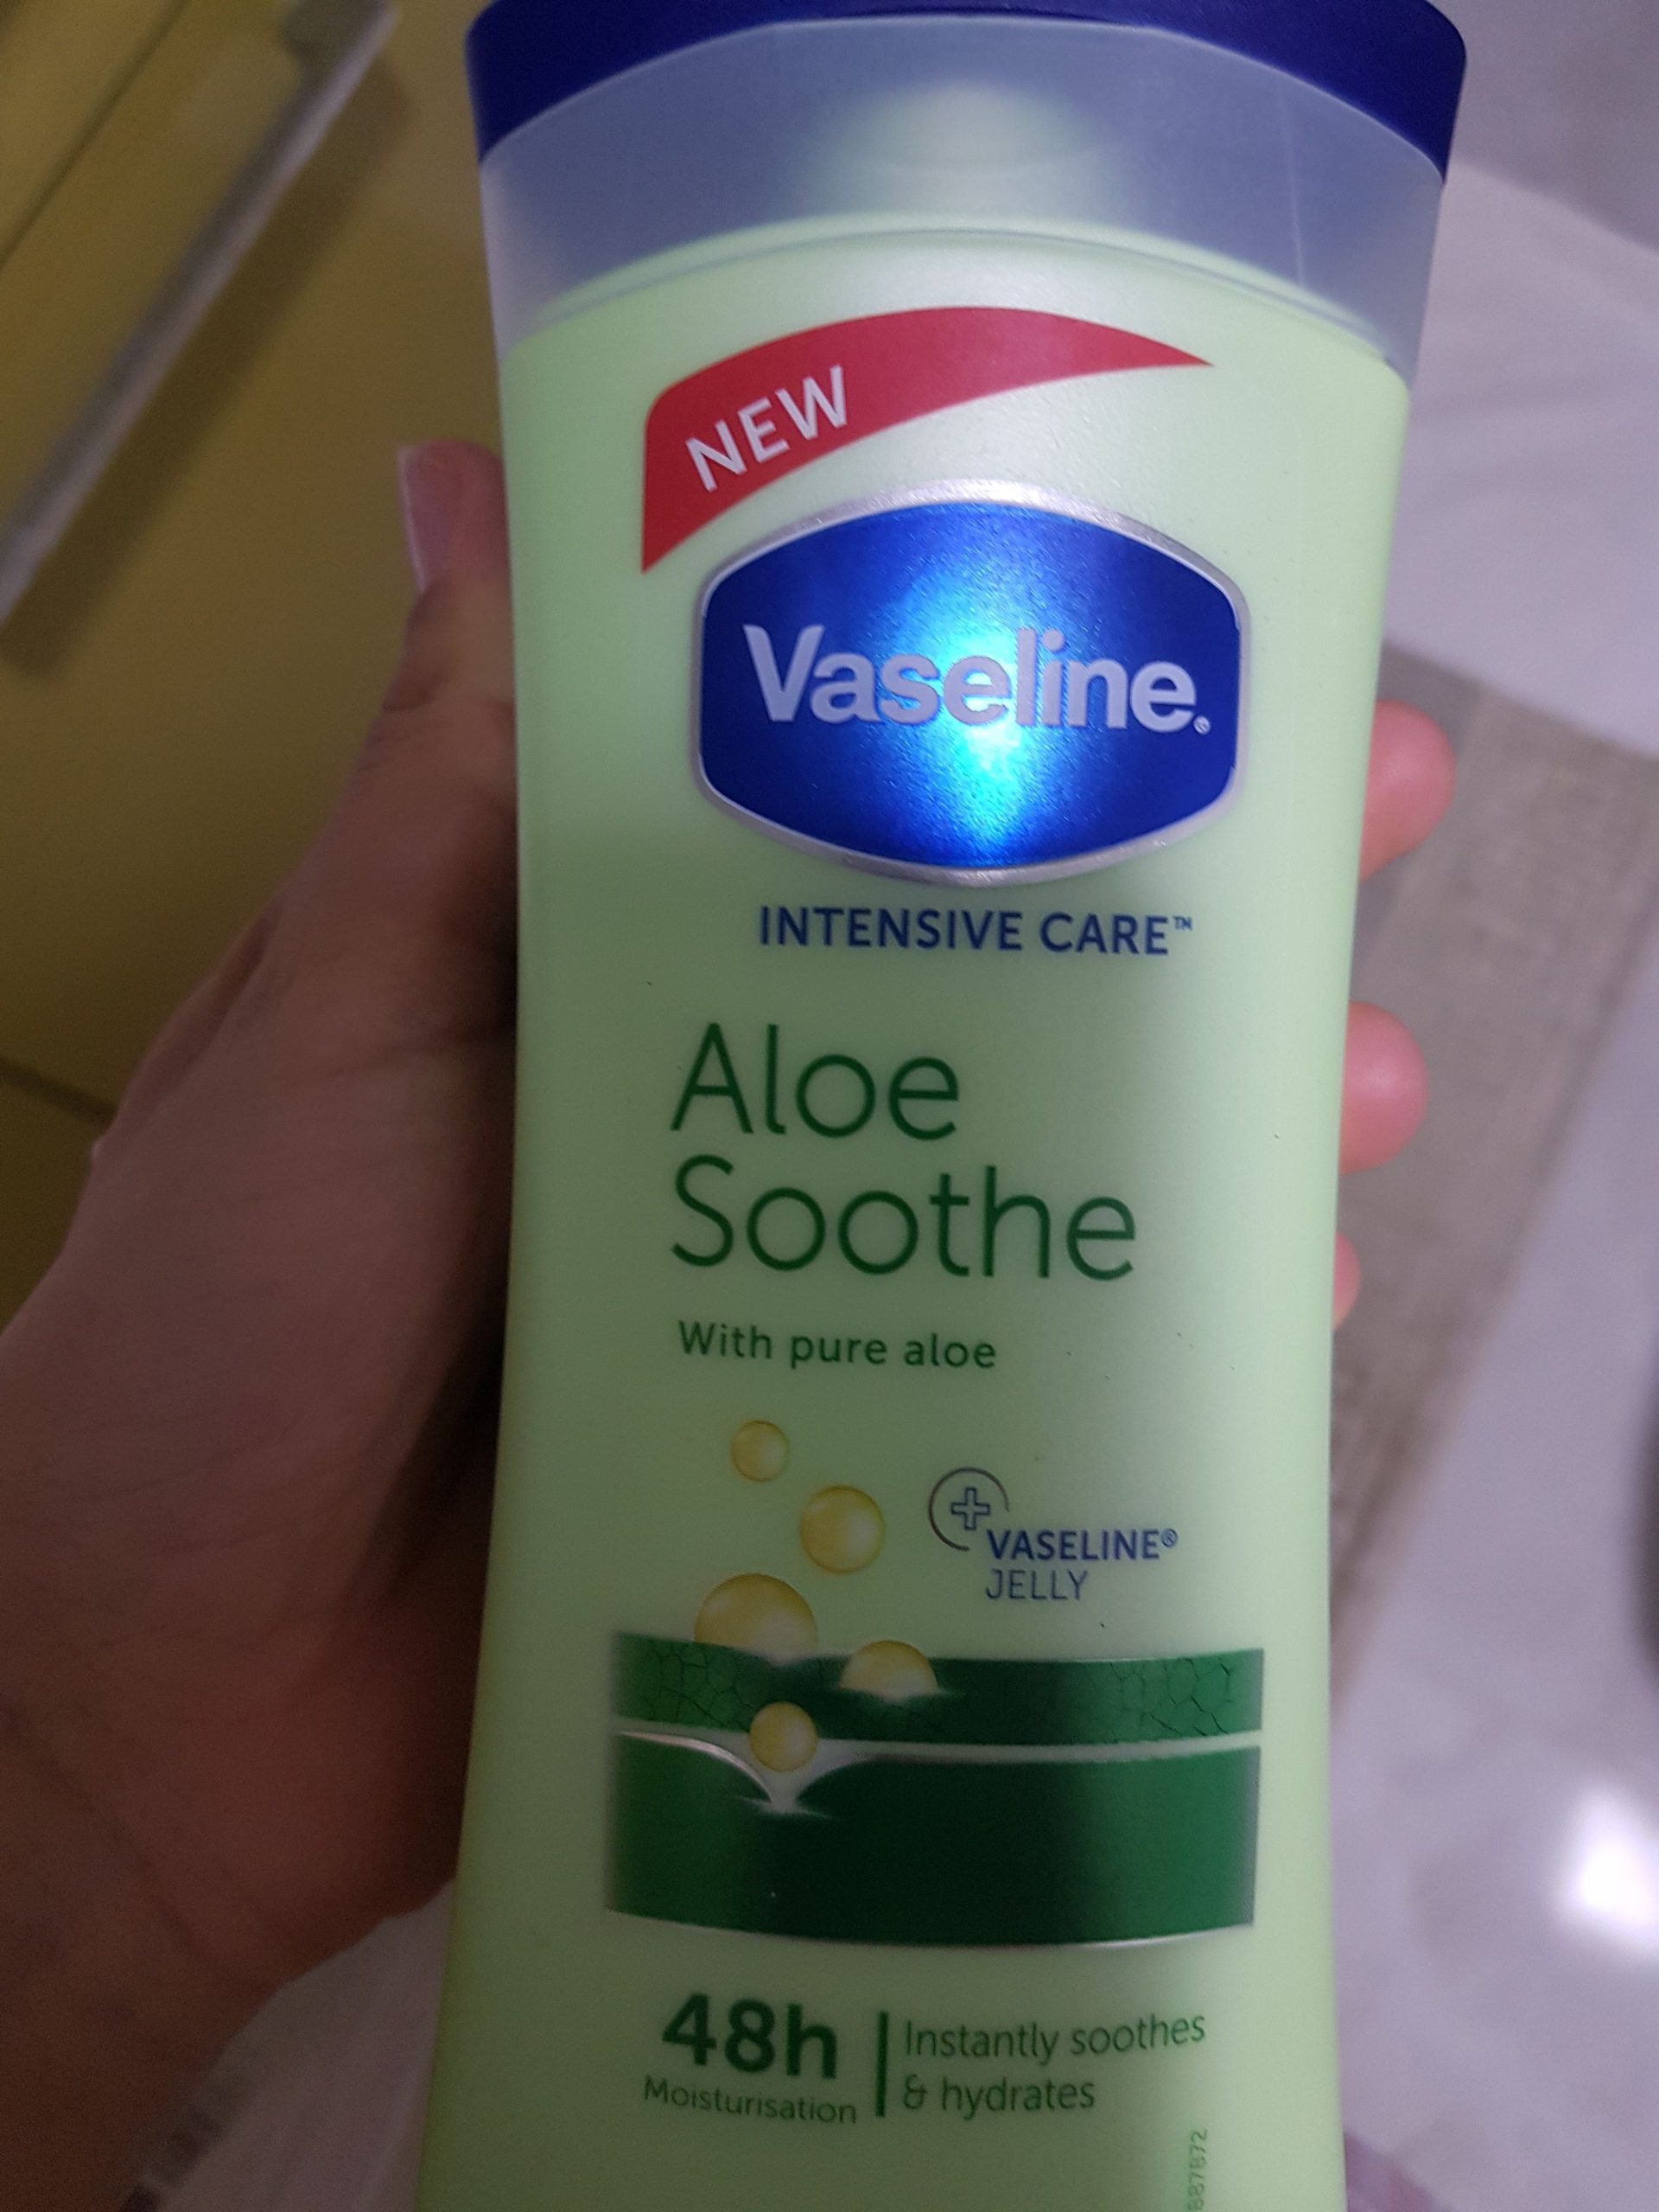 NEW
Vaseline®
INTENSIVE CARE™
Aloe
Soothe
With pure aloe
VASELINE®
JELLY
48h
Moisturisation
Instantly soothes
& hydrates